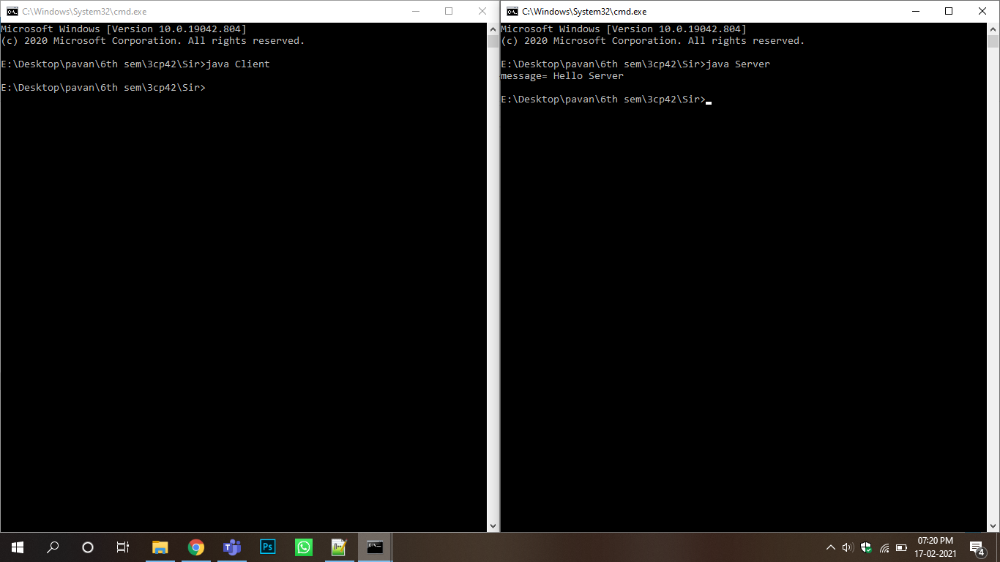 C:\Windows\System32\cmd.exe
Microsoft Windows [Version 10.0.19042.804]
(c) 2020 Microsoft Corporation. All rights reserved.
E:\Desktop\pavan\6th sem\3cp42\Sir>java Client
E:\Desktop\pavan\6th sem\3cp42\Sir>
C:\Windows\System32\cmd.exe
Microsoft Windows [Version 10.0.19042.804]
(c) 2020 Microsoft Corporation. All rights reserved.
E:\Desktop\pavan\6th sem\3cp42\Sir>java Server
message= Hello Server
E:\Desktop\pavan\6th sem\3cp42\Sir>
Ps
07:20 PM
17-02-2021
4